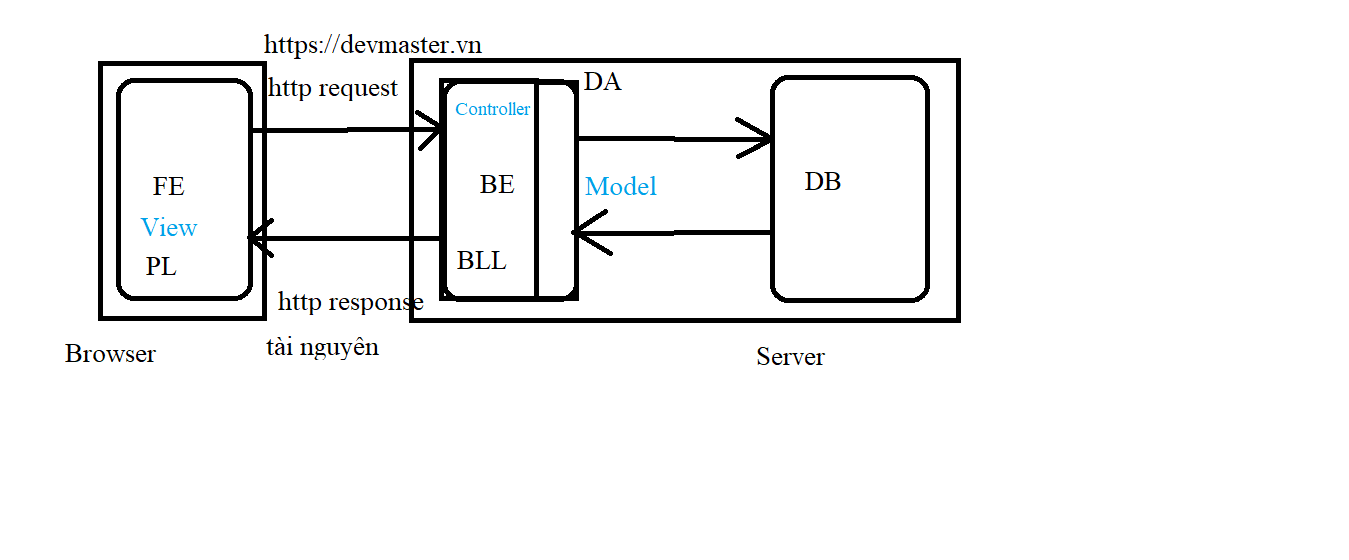 https://devmaster.vn
http request
DA
Controller
FE
View
PL
BE
Model
DB
BLL
http response
tài nguyên
Browser
Server